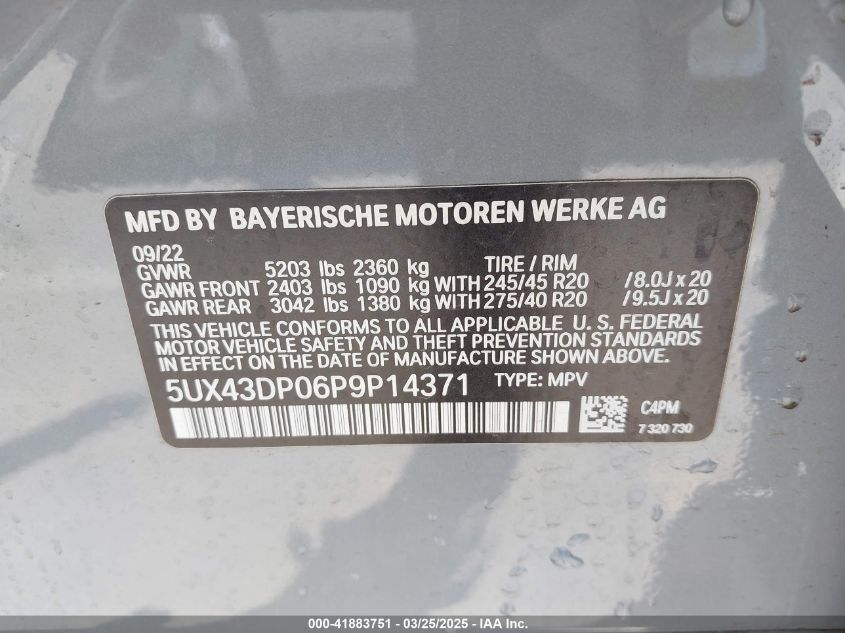 MFD BY BAYERISCHE MOTOREN WERKE AG
09/22
GVWR 5203 lbs 2360 kg TIRE / RIM
GAWR FRONT 2403 lbs 1090 kg WITH 245/45 R20 /8.0J x 20
GAWR REAR 3042 lbs 1380 kg WITH 275/40 R20 /9.5J x 20
THIS VEHICLE CONFORMS TO ALL APPLICABLE U. S. FEDERAL
MOTOR VEHICLE SAFETY AND THEFT PREVENTION STANDARDS
IN EFFECT ON THE DATE OF MANUFACTURE SHOWN ABOVE.
5UX43DP06P9P14371 TYPE: MPV
C4PM
7 320 730
000-41883751 / 03/25/2025 - IAA Inc.